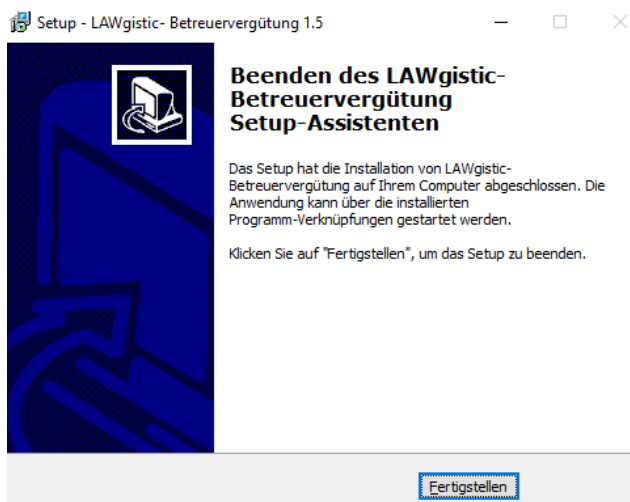 Setup - LAWgistic- Betreuervergütung 1.5
Beenden des LAWgistic-
Betreuervergütung
Setup-Assistenten
Das Setup hat die Installation von LAWgistic-
Betreuervergütung auf Ihrem Computer abgeschlossen. Die
Anwendung kann über die installierten
Programm-Verknüpfungen gestartet werden.
Klicken Sie auf "Fertigstellen", um das Setup zu beenden.
Fertigstellen